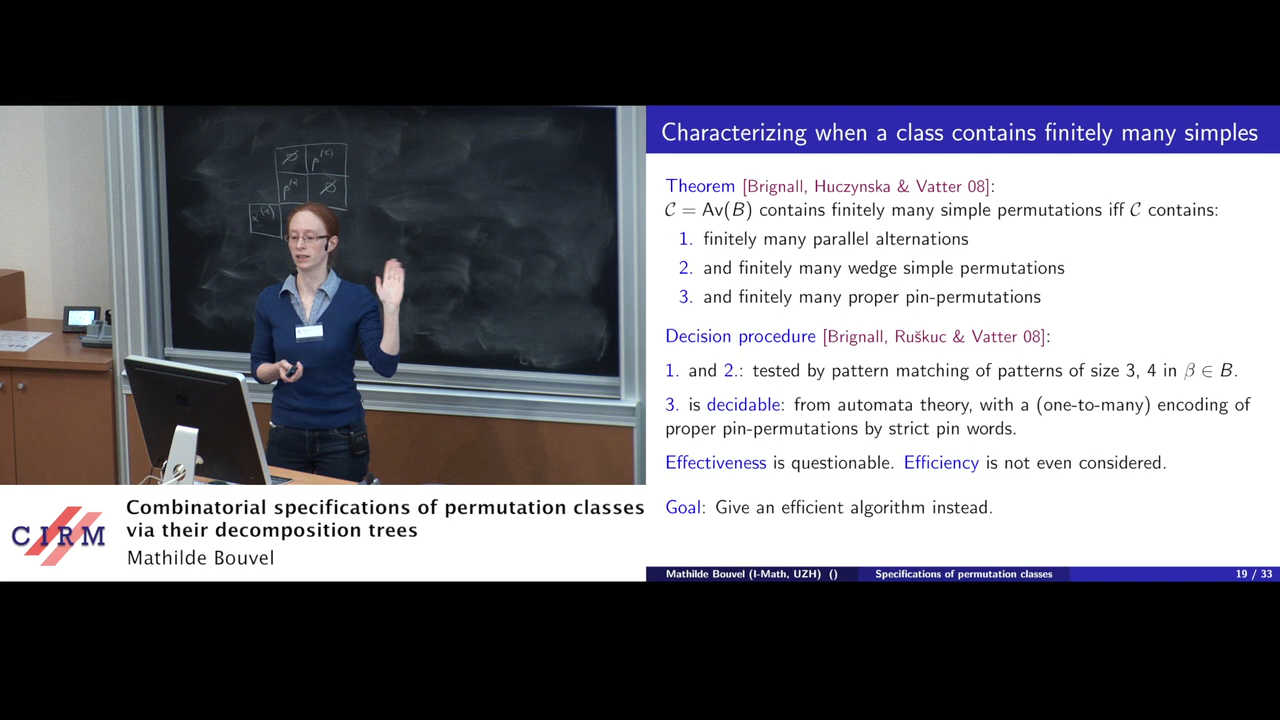 Characterizing when a class contains finitely many simples
Theorem [Brignall, Huczynska & Vatter 08]:
𝒞 = Av(B) contains finitely many simple permutations iff 𝒞 contains:
1. finitely many parallel alternations
2. and finitely many wedge simple permutations
3. and finitely many proper pin-permutations
Decision procedure [Brignall, Ruškuc & Vatter 08]:
1. and 2.: tested by pattern matching of patterns of size 3, 4 in β ∈ B.
3. is decidable: from automata theory, with a (one-to-many) encoding of
proper pin-permutations by strict pin words.
Effectiveness is questionable. Efficiency is not even considered.
Goal: Give an efficient algorithm instead.
Mathilde Bouvel (I-Math, UZH) () Specifications of permutation classes 19 / 33
CIRM
Combinatorial specifications of permutation classes
via their decomposition trees
Mathilde Bouvel